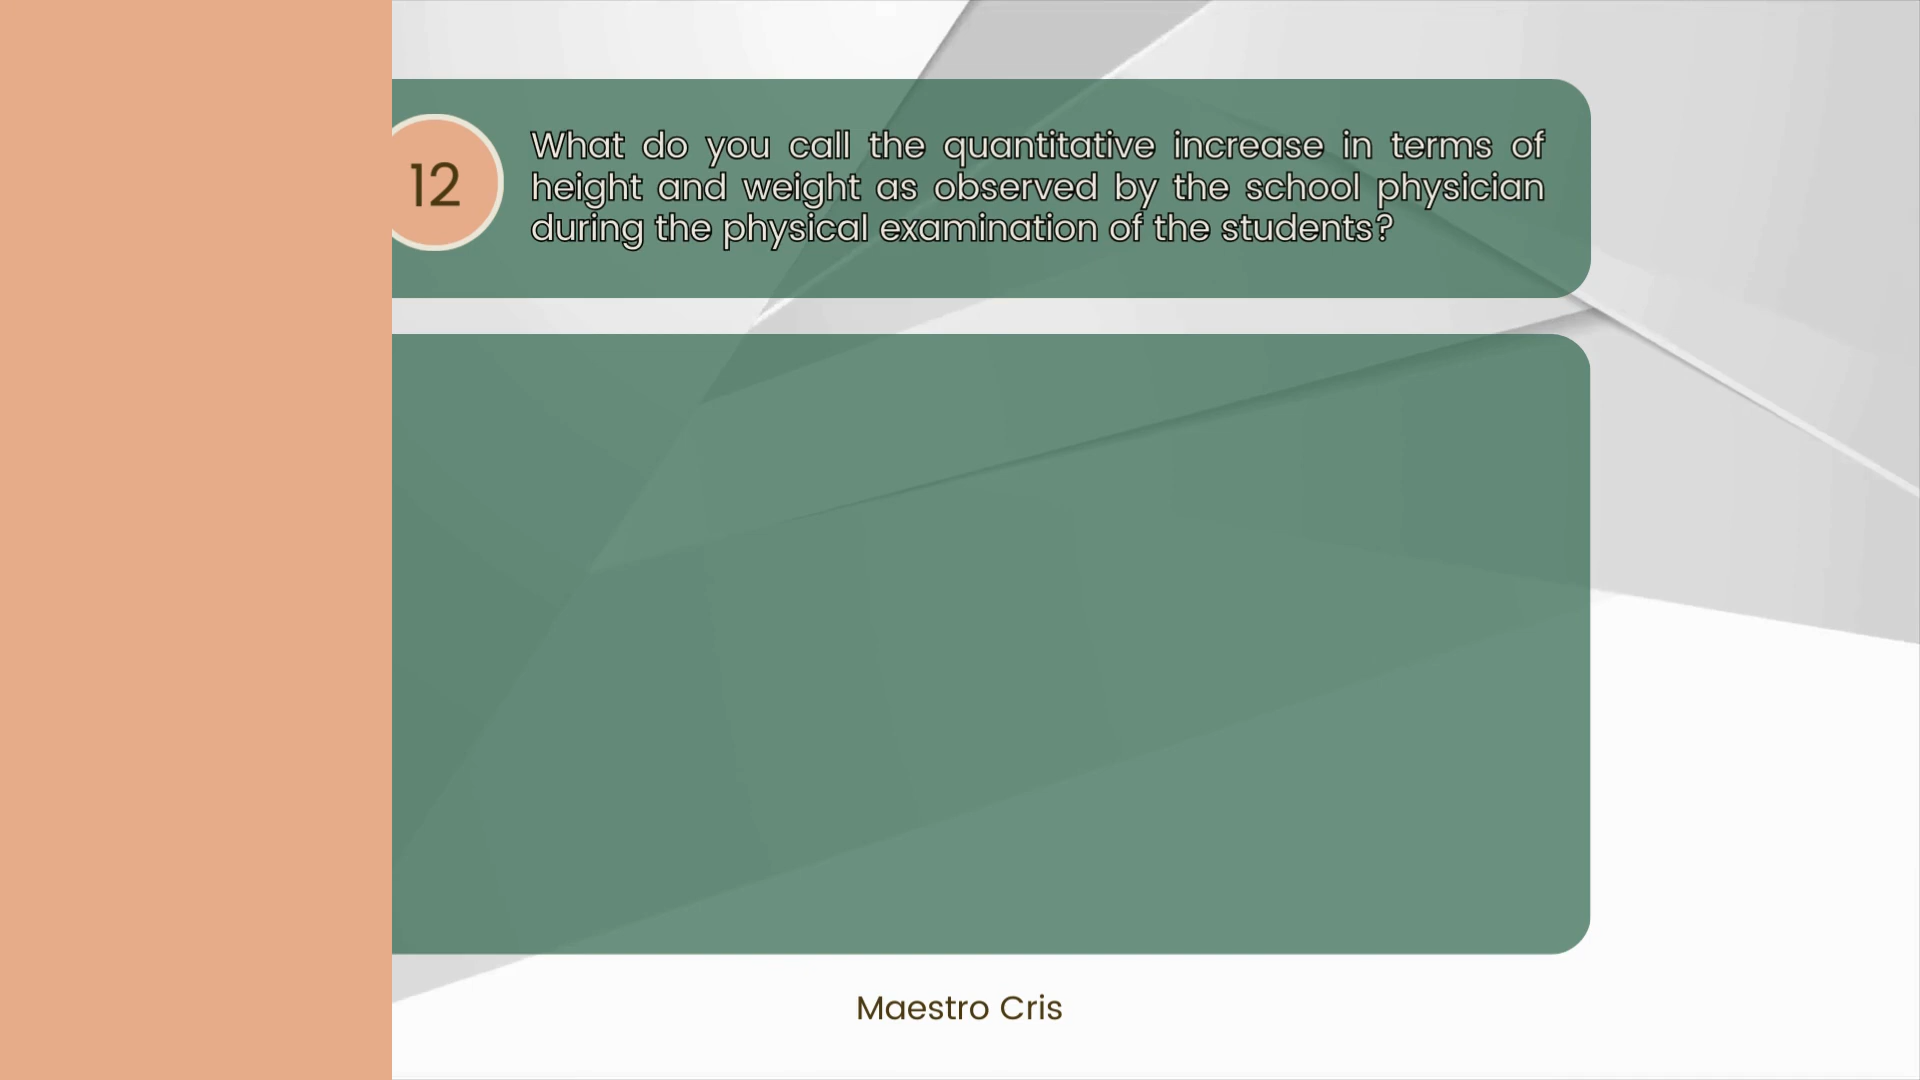 12
What do you call the quantitative increase in terms of
height and weight as observed by the school physician
during the physical examination of the students?
Maestro Cris